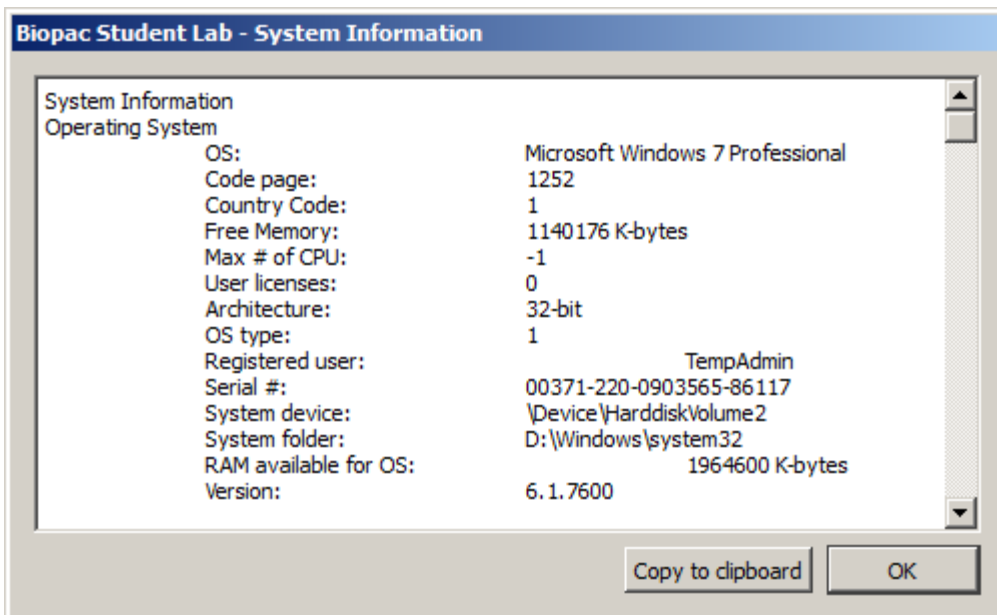 Biopac Student Lab - System Information
System Information
Operating System
OS: Microsoft Windows 7 Professional
Code page: 1252
Country Code: 1
Free Memory: 1140176 K-bytes
Max # of CPU: -1
User licenses: 0
Architecture: 32-bit
OS type: 1
Registered user: TempAdmin
Serial #: 00371-220-0903565-86117
System device: \Device\HarddiskVolume2
System folder: D:\Windows\system32
RAM available for OS: 1964600 K-bytes
Version: 6.1.7600
Copy to clipboard OK